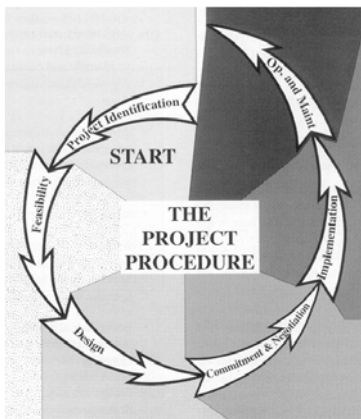 Project Identification
START
Feasibility
THE
PROJECT
PROCEDURE
Design
Commitment & Negotiation
Implementation
Op. and Maint